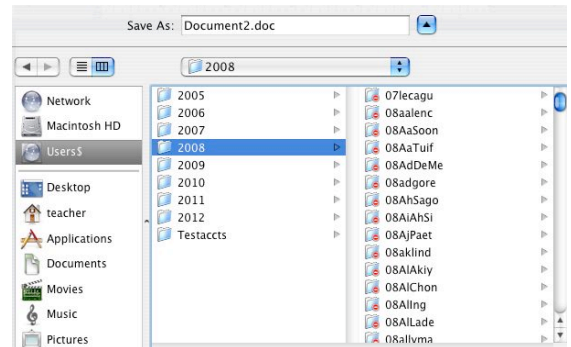 Save As: Document2.doc
2008
Network
Macintosh HD
Users$
Desktop
teacher
Applications
Documents
Movies
Music
Pictures
2005
2006
2007
2008
2009
2010
2011
2012
Testaccts
07lecagu
08aalenc
08AaSoon
08AaTuif
08AdDeMe
08adgore
08AhSago
08AiAhSi
08AjPaet
08aklind
08AlAkiy
08AlChon
08AlIng
08AlLade
08allyma